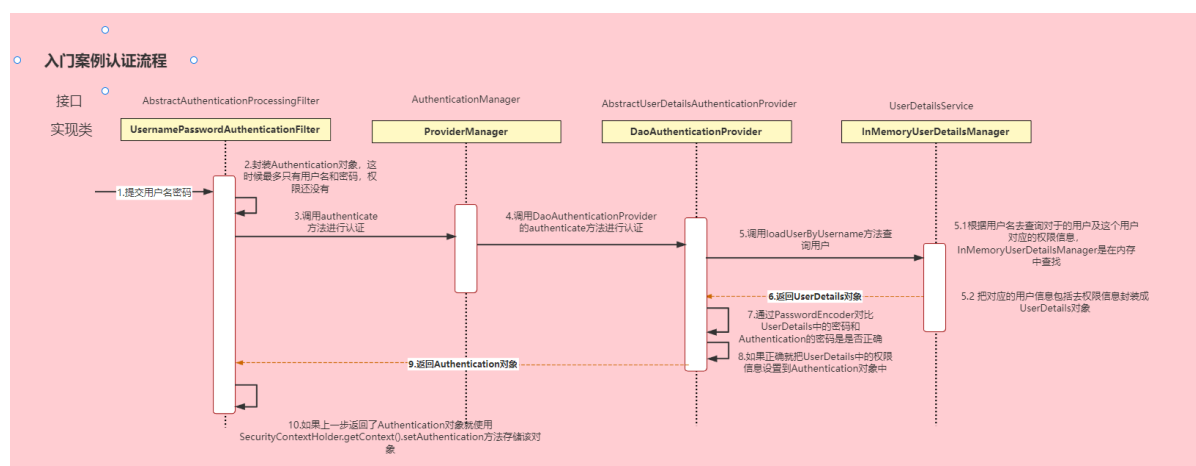 入门案例认证流程
接口
AbstractAuthenticationProcessingFilter
AuthenticationManager
AbstractUserDetailsAuthenticationProvider
UserDetailsService
实现类
UsernamePasswordAuthenticationFilter
ProviderManager
DaoAuthenticationProvider
InMemoryUserDetailsManager
1.提交用户名密码
2.封装Authentication对象，这
时候最多只有用户名和密码，权
限还没有
3.调用authenticate
方法进行认证
4.调用DaoAuthenticationProvider
的authenticate方法进行认证
5.调用loadUserByUsername方法查
询用户
5.1根据用户名去查询对于的用户及这个用户
对应的权限信息。
InMemoryUserDetailsManager是在内存
中查找
5.2 把对应的用户信息包括去权限信息封装成
UserDetails对象
6.返回UserDetails对象
7.通过PasswordEncoder对比
UserDetails中的密码和
Authentication的密码是是否正确
8.如果正确就把UserDetails中的权限
信息设置到Authentication对象中
9.返回Authentication对象
10.如果上一步返回了Authentication对象就使用
SecurityContextHolder.getContext().setAuthentication方法存储该对
象